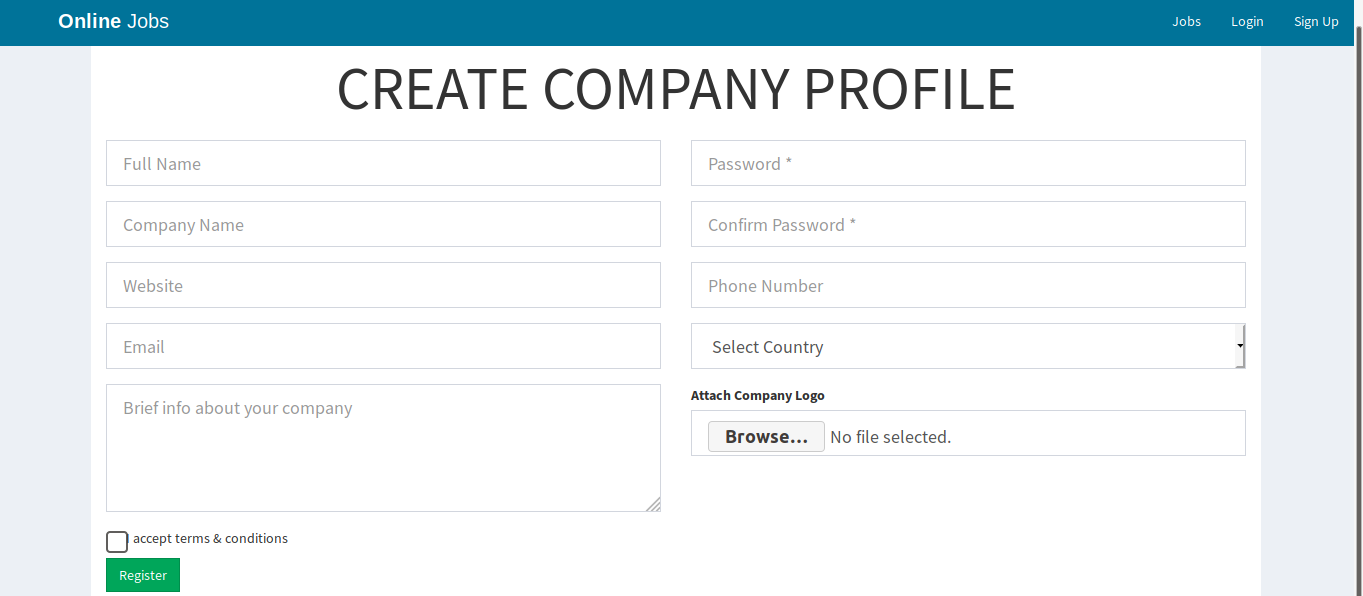 Online Jobs
Jobs Login Sign Up
CREATE COMPANY PROFILE
Full Name
Password *
Company Name
Confirm Password *
Website
Phone Number
Email
Select Country
Brief info about your company
Attach Company Logo
Browse... No file selected.
I accept terms & conditions
Register